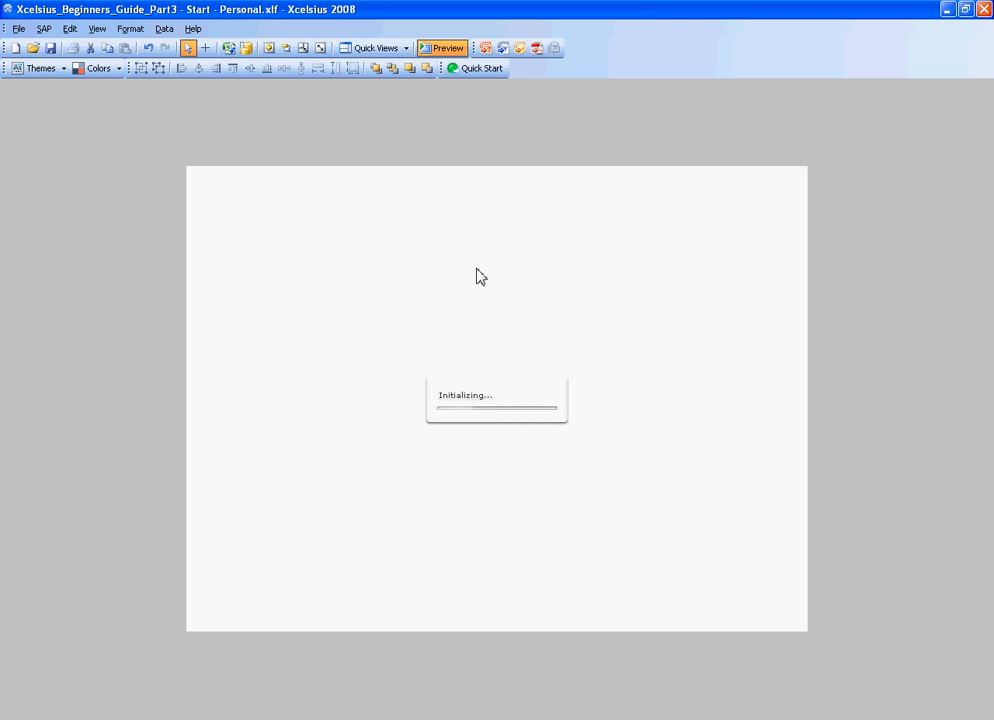 Xcelsius_Beginners_Guide_Part3 - Start - Personal.xlf - Xcelsius 2008
File SAP Edit View Format Data Help
Quick Views Preview
Themes Colors Quick Start
Initializing...